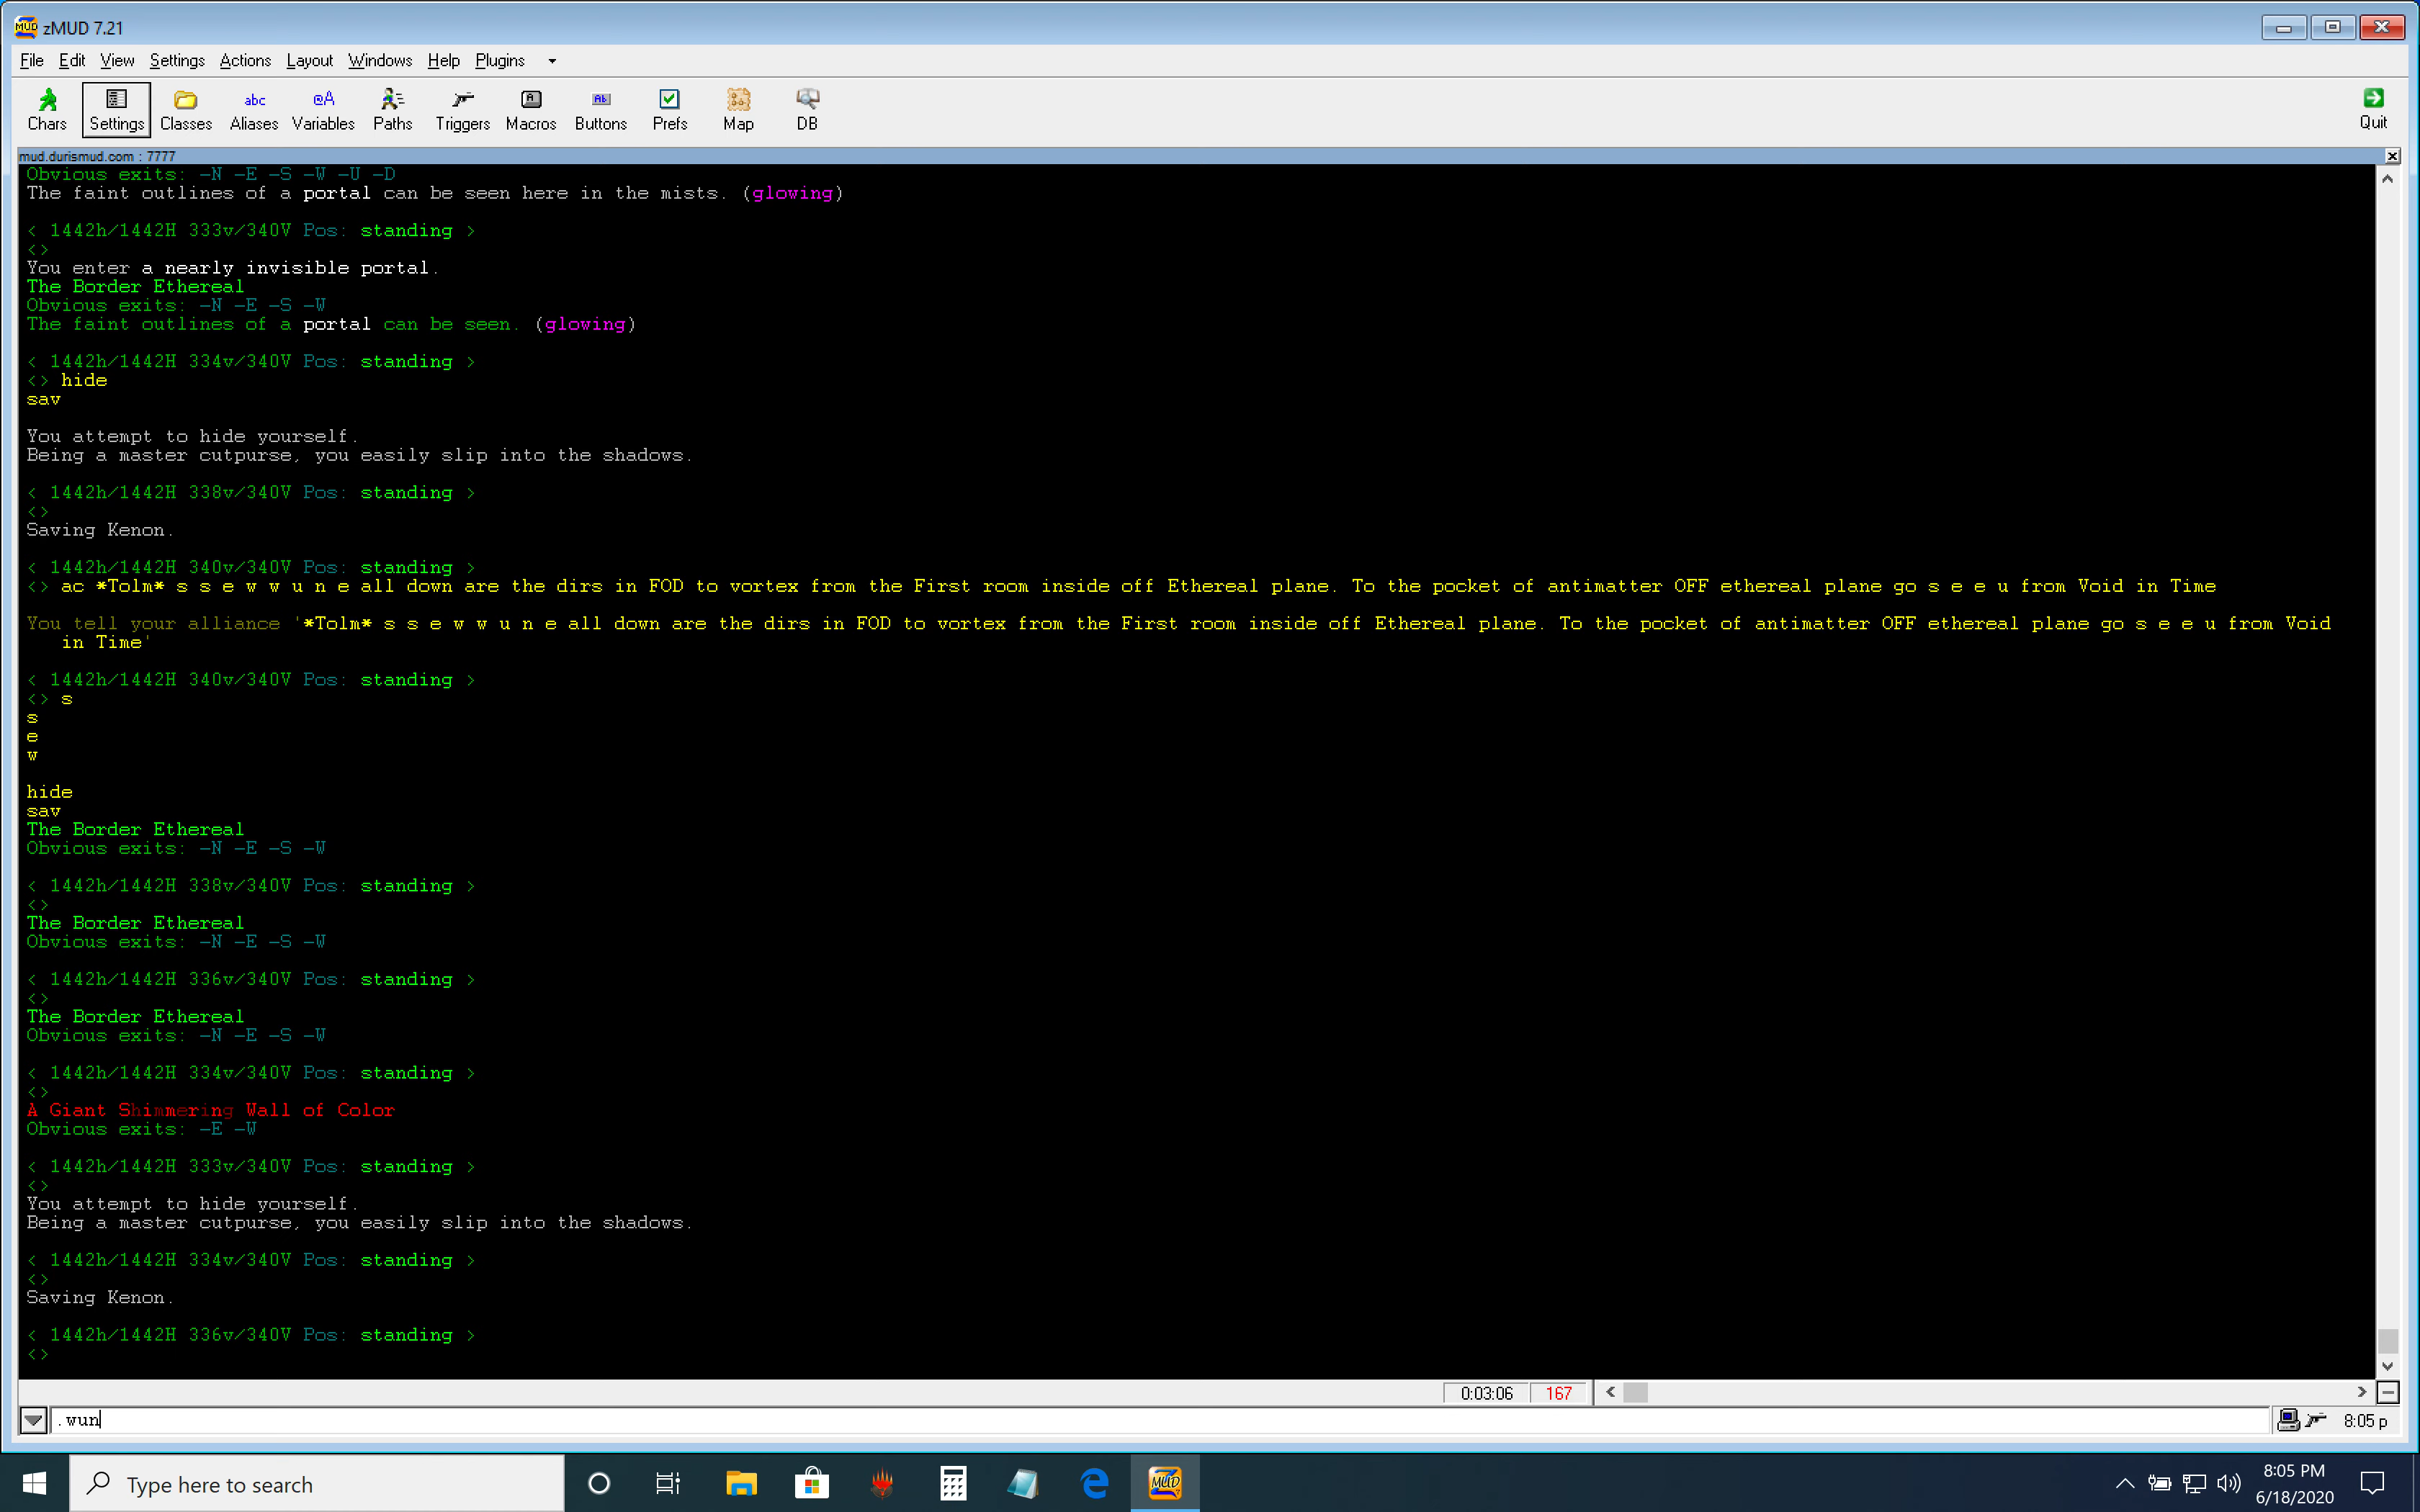 zMUD 7.21
File Edit View Settings Actions Layout Windows Help Plugins
abc @A A Ab
Chars Settings Classes Aliases Variables Paths Triggers Macros Buttons Prefs Map DB Quit
mud.durismud.com : 7777
Obvious exits: -N -E -S -W -U -D
The faint outlines of a portal can be seen here in the mists. (glowing)
< 1442h/1442H 333v/340V Pos: standing >
<>
You enter a nearly invisible portal.
The Border Ethereal
Obvious exits: -N -E -S -W
The faint outlines of a portal can be seen. (glowing)
< 1442h/1442H 334v/340V Pos: standing >
<> hide
sav
You attempt to hide yourself.
Being a master cutpurse, you easily slip into the shadows.
< 1442h/1442H 338v/340V Pos: standing >
<>
Saving Kenon.
< 1442h/1442H 340v/340V Pos: standing >
<> ac *Tolm* s s e w w u n e all down are the dirs in FOD to vortex from the First room inside off Ethereal plane. To the pocket of antimatter OFF ethereal plane go s e e u from Void in Time
You tell your alliance '*Tolm* s s e w w u n e all down are the dirs in FOD to vortex from the First room inside off Ethereal plane. To the pocket of antimatter OFF ethereal plane go s e e u from Void
in Time'
< 1442h/1442H 340v/340V Pos: standing >
<> s
s
e
w
hide
sav
The Border Ethereal
Obvious exits: -N -E -S -W
< 1442h/1442H 338v/340V Pos: standing >
<>
The Border Ethereal
Obvious exits: -N -E -S -W
< 1442h/1442H 336v/340V Pos: standing >
<>
The Border Ethereal
Obvious exits: -N -E -S -W
< 1442h/1442H 334v/340V Pos: standing >
<>
A Giant Shimmering Wall of Color
Obvious exits: -E -W
< 1442h/1442H 333v/340V Pos: standing >
<>
You attempt to hide yourself.
Being a master cutpurse, you easily slip into the shadows.
< 1442h/1442H 334v/340V Pos: standing >
<>
Saving Kenon.
< 1442h/1442H 336v/340V Pos: standing >
<>
0:03:06 167
.wun
8:05 p
Type here to search
MUD
8:05 PM
6/18/2020